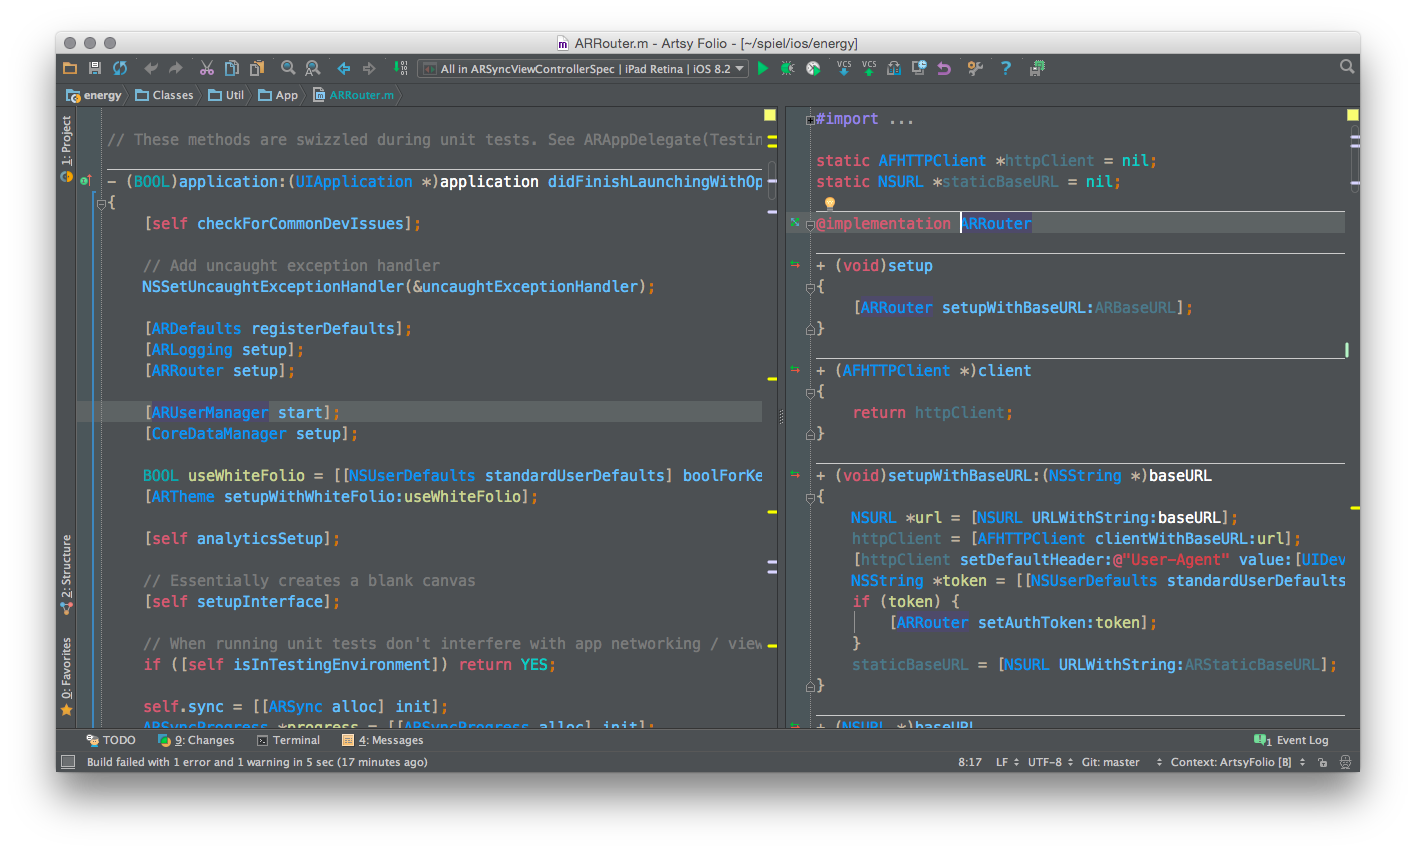 ARRouter.m - Artsy Folio - [~/spiel/ios/energy]
All in ARSyncViewControllerSpec | iPad Retina | iOS 8.2
VCS VCS
energy Classes Util App ARRouter.m
1: Project
2: Structure
0: Favorites
// These methods are swizzled during unit tests. See ARAppDelegate(Testin
- (BOOL)application:(UIApplication *)application didFinishLaunchingWithOp
{
[self checkForCommonDevIssues];
// Add uncaught exception handler
NSSetUncaughtExceptionHandler(&uncaughtExceptionHandler);
[ARDefaults registerDefaults];
[ARLogging setup];
[ARRouter setup];
[ARUserManager start];
[CoreDataManager setup];
BOOL useWhiteFolio = [[NSUserDefaults standardUserDefaults] boolForKe
[ARTheme setupWithWhiteFolio:useWhiteFolio];
[self analyticsSetup];
// Essentially creates a blank canvas
[self setupInterface];
// When running unit tests don't interfere with app networking / view
if ([self isInTestingEnvironment]) return YES;
self.sync = [[ARSync alloc] init];
ARSyncProgress *progress = [[ARSyncProgress alloc] init];
#import ...
static AFHTTPClient *httpClient = nil;
static NSURL *staticBaseURL = nil;
@implementation ARRouter
+ (void)setup
{
[ARRouter setupWithBaseURL:ARBaseURL];
}
+ (AFHTTPClient *)client
{
return httpClient;
}
+ (void)setupWithBaseURL:(NSString *)baseURL
{
NSURL *url = [NSURL URLWithString:baseURL];
httpClient = [AFHTTPClient clientWithBaseURL:url];
[httpClient setDefaultHeader:@"User-Agent" value:[UIDev
NSString *token = [[NSUserDefaults standardUserDefaults
if (token) {
[ARRouter setAuthToken:token];
}
staticBaseURL = [NSURL URLWithString:ARStaticBaseURL];
}
+ (NSURL *)baseURL
TODO 9: Changes Terminal 4: Messages 1 Event Log
Build failed with 1 error and 1 warning in 5 sec (17 minutes ago) 8:17 LF UTF-8 Git: master Context: ArtsyFolio [B]